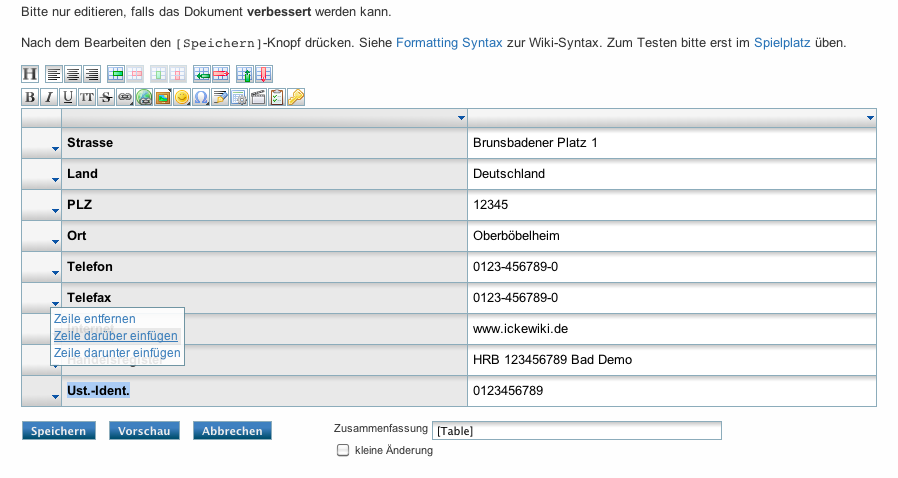 Bitte nur editieren, falls das Dokument verbessert werden kann.
Nach dem Bearbeiten den [Speichern]-Knopf drücken. Siehe Formatting Syntax zur Wiki-Syntax. Zum Testen bitte erst im Spielplatz üben.
H
B I U TT S
Strasse Brunsbadener Platz 1
Land Deutschland
PLZ 12345
Ort Oberböbelheim
Telefon 0123-456789-0
Telefax 0123-456789-0
Zeile entfernen
Internet www.ickewiki.de
Zeile darüber einfügen
Zeile darunter einfügen
Handelsregister HRB 123456789 Bad Demo
Ust.-Ident. 0123456789
Speichern Vorschau Abbrechen Zusammenfassung [Table]
kleine Änderung